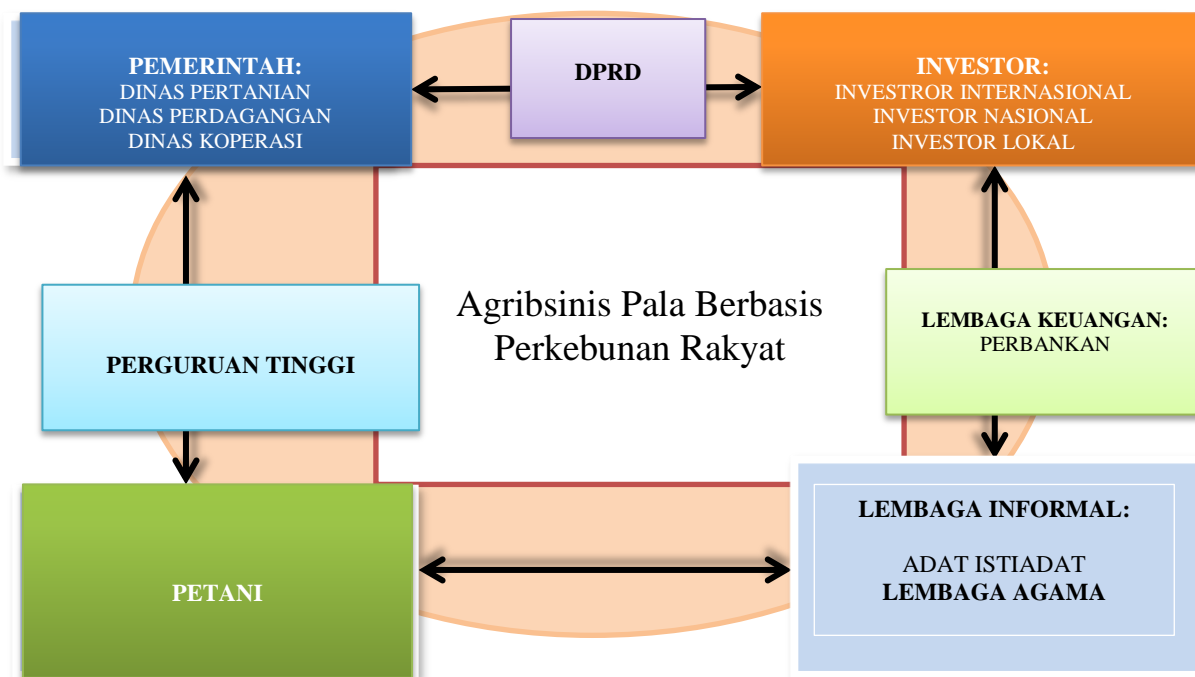 PEMERINTAH:
DINAS PERTANIAN
DINAS PERDAGANGAN
DINAS KOPERASI
DPRD
INVESTOR:
INVESTROR INTERNASIONAL
INVESTOR NASIONAL
INVESTOR LOKAL
PERGURUAN TINGGI
Agribsinis Pala Berbasis
Perkebunan Rakyat
LEMBAGA KEUANGAN:
PERBANKAN
PETANI
LEMBAGA INFORMAL:
ADAT ISTIADAT
LEMBAGA AGAMA